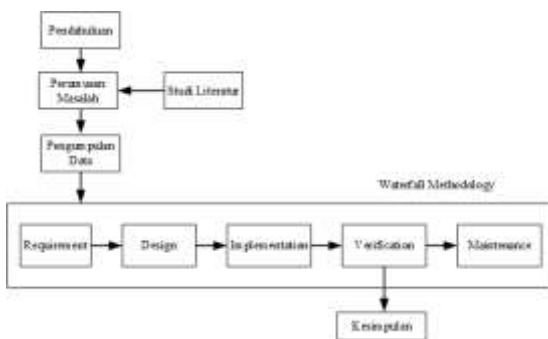 Pendahuluan
Perumusan
Masalah
Studi Literatur
Pengumpulan
Data
Waterfall Methodology
Requirement
Design
Implementation
Verification
Maintenance
Kesimpulan